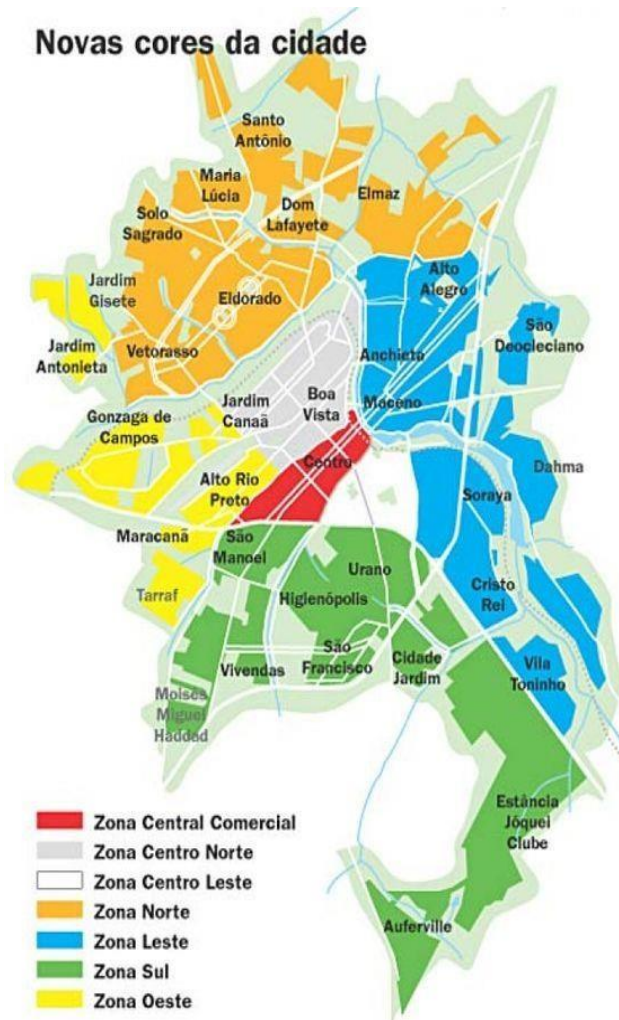 Novas cores da cidade
Santo
Antônio
Maria
Lúcia
Dom
Lafayete
Elmaz
Solo
Sagrado
Jardim
Gisete
Eldorado
Alto
Alegro
São
Deocleciano
Jardim
Antonieta
Vetorasso
Anchieta
Gonzaga de
Campos
Jardim
Canaã
Boa
Vista
Maceno
Centro
Dahma
Alto Rio
Preto
Soraya
Maracanã
São
Manoel
Urano
Tarraf
Higienópolis
Cristo
Rei
Vivendas
São
Francisco
Cidade
Jardim
Vila
Toninho
Moises
Miguel
Haddad
Estância
Jóquei
Clube
Auferville
Zona Central Comercial
Zona Centro Norte
Zona Centro Leste
Zona Norte
Zona Leste
Zona Sul
Zona Oeste